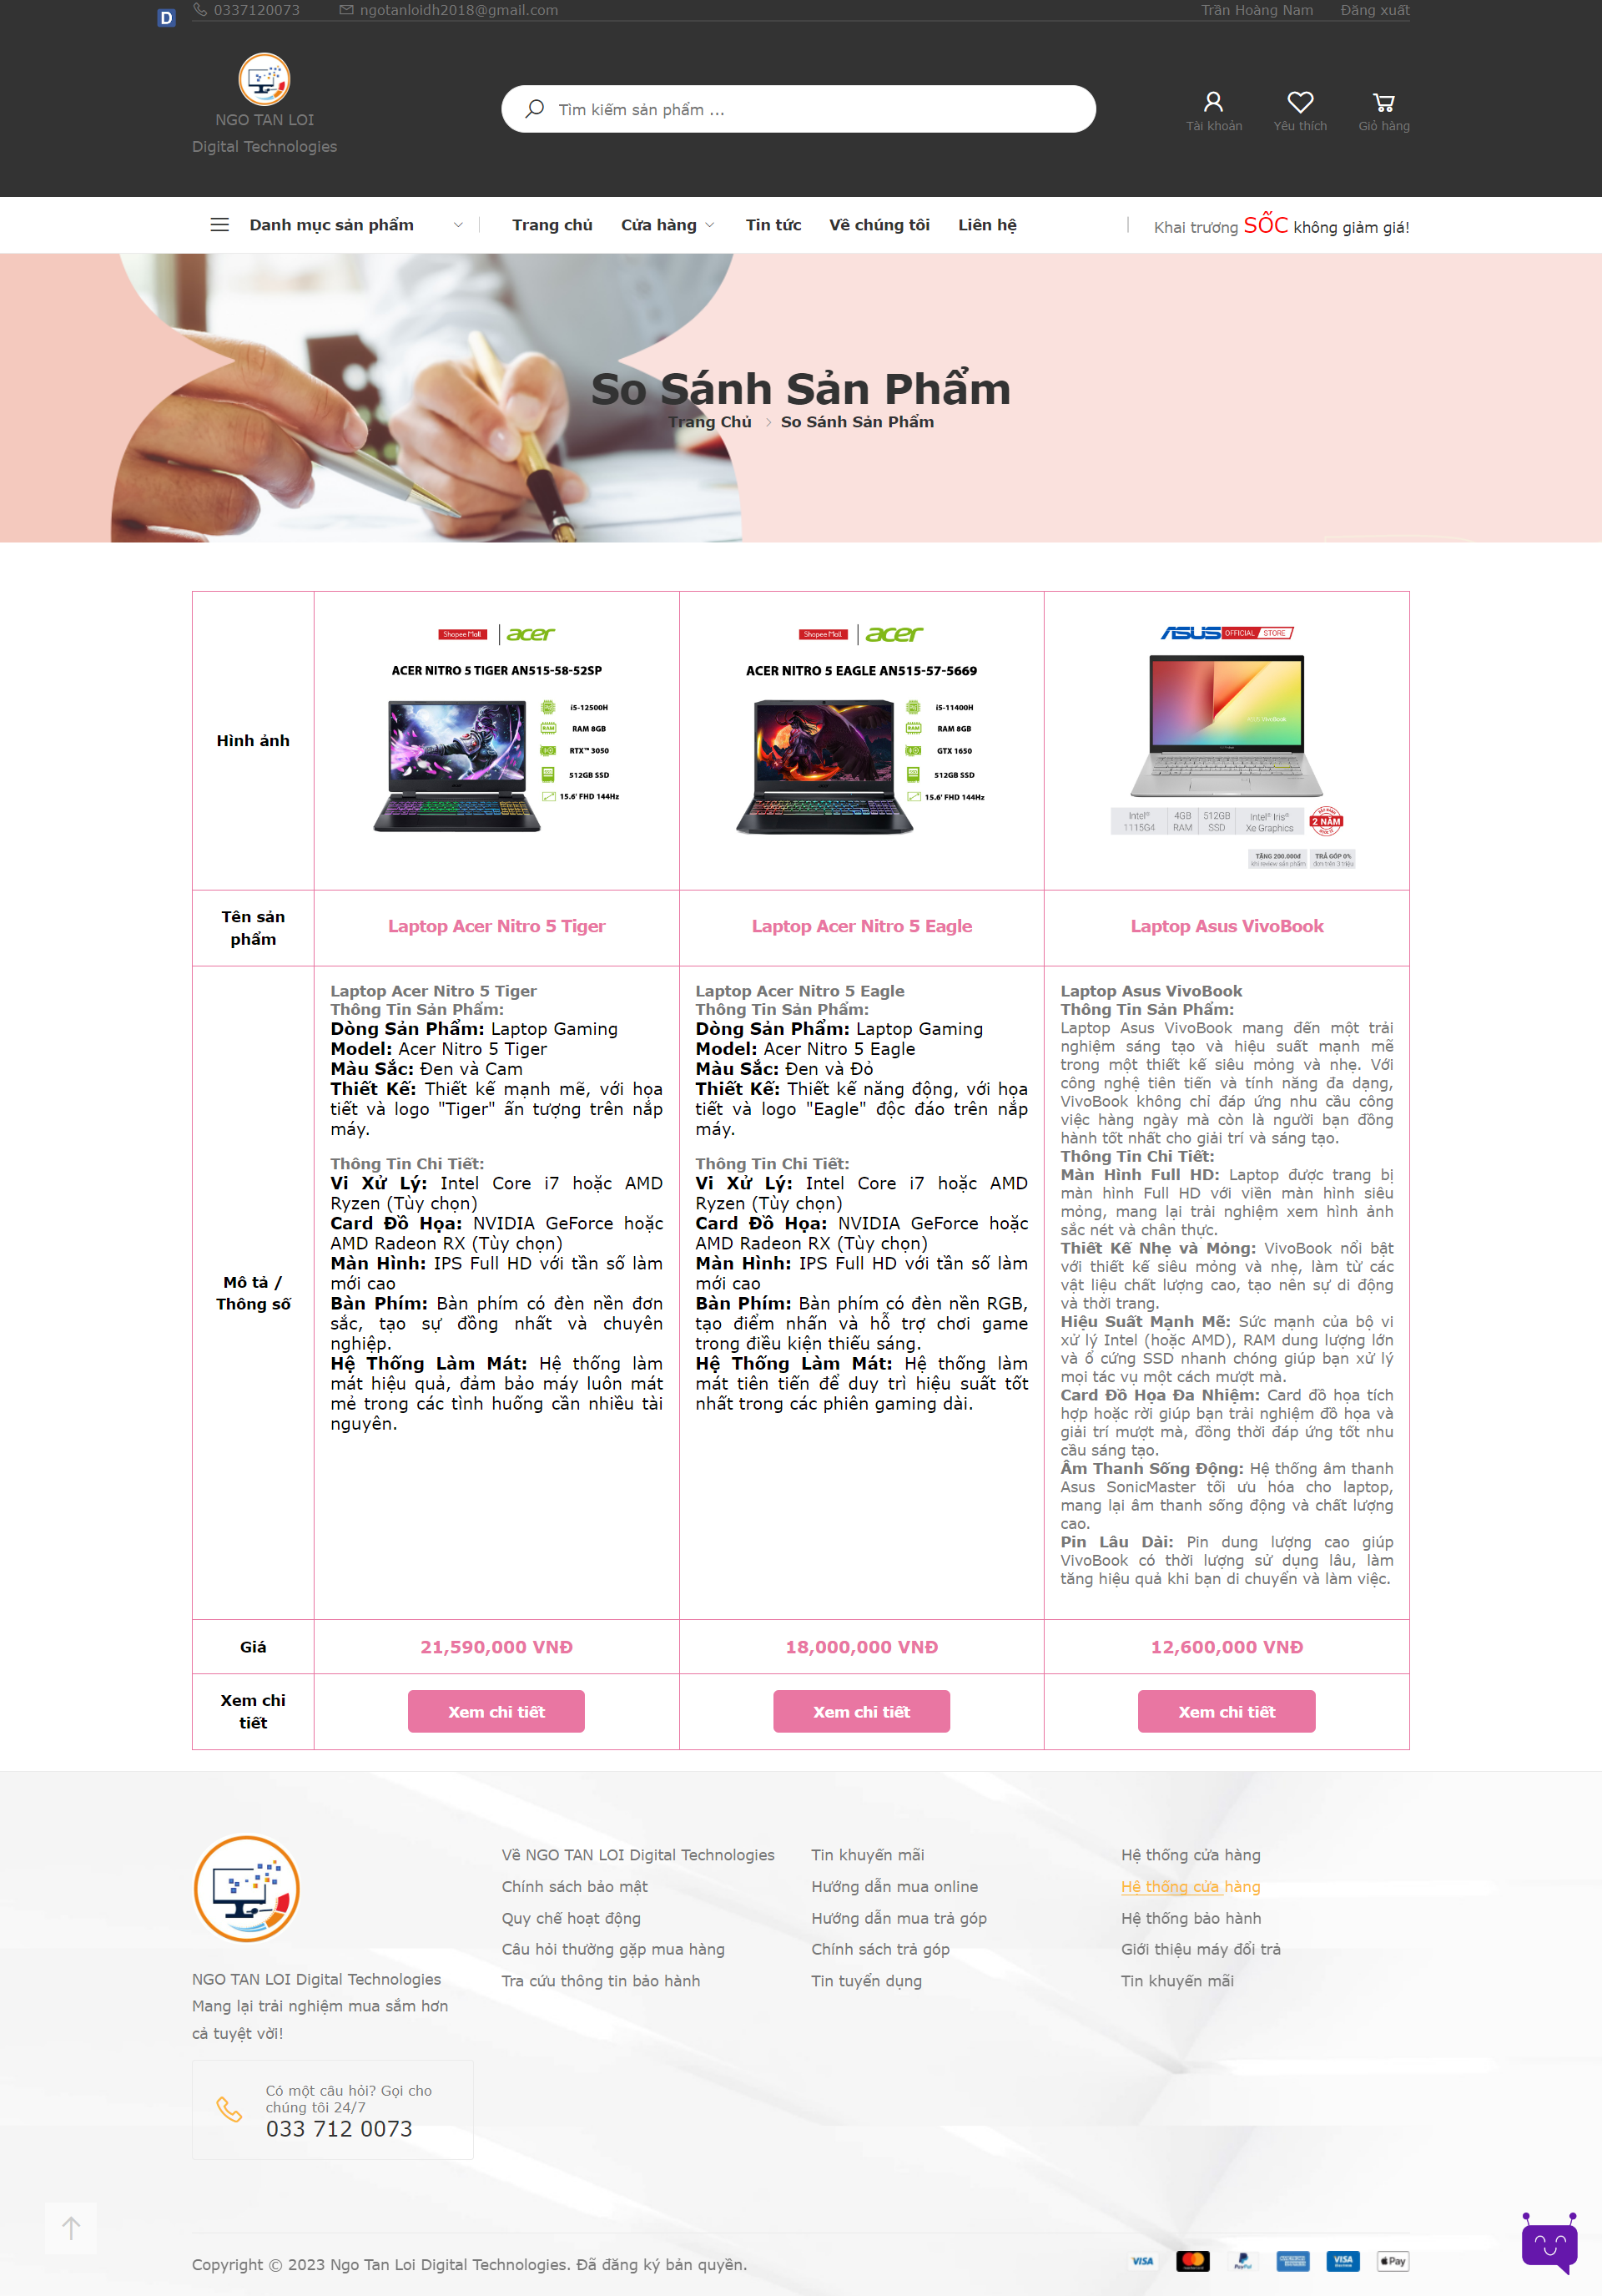 0337120073
ngotanloidh2018@gmail.com
Trần Hoàng Nam
Đăng xuất
D
NGO TAN LOI
Digital Technologies
Tìm kiếm sản phẩm ...
Tài khoản
Yêu thích
Giỏ hàng
Danh mục sản phẩm
Trang chủ
Cửa hàng
Tin tức
Về chúng tôi
Liên hệ
Khai trương SỐC không giảm giá!
So Sánh Sản Phẩm
Trang Chủ
So Sánh Sản Phẩm
Hình ảnh
Shopee Mall
acer
ACER NITRO 5 TIGER AN515-58-52SP
i5-12500H
RAM 8GB
RTX™ 3050
512GB SSD
15.6' FHD 144Hz
Shopee Mall
acer
ACER NITRO 5 EAGLE AN515-57-5669
i5-11400H
RAM 8GB
GTX 1650
512GB SSD
15.6' FHD 144Hz
ASUS OFFICIAL STORE
Intel® 1115G4
4GB RAM
512GB SSD
Intel® Iris® Xe Graphics
2 NĂM
TẶNG 200.000đ
khi review sản phẩm
TRẢ GÓP 0%
đơn trên 3 triệu
Tên sản
phẩm
Laptop Acer Nitro 5 Tiger
Laptop Acer Nitro 5 Eagle
Laptop Asus VivoBook
Mô tả /
Thông số
Laptop Acer Nitro 5 Tiger
Thông Tin Sản Phẩm:
Dòng Sản Phẩm: Laptop Gaming
Model: Acer Nitro 5 Tiger
Màu Sắc: Đen và Cam
Thiết Kế: Thiết kế mạnh mẽ, với họa
tiết và logo "Tiger" ấn tượng trên nắp
máy.
Thông Tin Chi Tiết:
Vi Xử Lý: Intel Core i7 hoặc AMD
Ryzen (Tùy chọn)
Card Đồ Họa: NVIDIA GeForce hoặc
AMD Radeon RX (Tùy chọn)
Màn Hình: IPS Full HD với tần số làm
mới cao
Bàn Phím: Bàn phím có đèn nền đơn
sắc, tạo sự đồng nhất và chuyên
nghiệp.
Hệ Thống Làm Mát: Hệ thống làm
mát hiệu quả, đảm bảo máy luôn mát
mẻ trong các tình huống cần nhiều tài
nguyên.
Laptop Acer Nitro 5 Eagle
Thông Tin Sản Phẩm:
Dòng Sản Phẩm: Laptop Gaming
Model: Acer Nitro 5 Eagle
Màu Sắc: Đen và Đỏ
Thiết Kế: Thiết kế năng động, với họa
tiết và logo "Eagle" độc đáo trên nắp
máy.
Thông Tin Chi Tiết:
Vi Xử Lý: Intel Core i7 hoặc AMD
Ryzen (Tùy chọn)
Card Đồ Họa: NVIDIA GeForce hoặc
AMD Radeon RX (Tùy chọn)
Màn Hình: IPS Full HD với tần số làm
mới cao
Bàn Phím: Bàn phím có đèn nền RGB,
tạo điểm nhấn và hỗ trợ chơi game
trong điều kiện thiếu sáng.
Hệ Thống Làm Mát: Hệ thống làm
mát tiên tiến để duy trì hiệu suất tốt
nhất trong các phiên gaming dài.
Laptop Asus VivoBook
Thông Tin Sản Phẩm:
Laptop Asus VivoBook mang đến một trải
nghiệm sáng tạo và hiệu suất mạnh mẽ
trong một thiết kế siêu mỏng và nhẹ. Với
công nghệ tiên tiến và tính năng đa dạng,
VivoBook không chỉ đáp ứng nhu cầu công
việc hàng ngày mà còn là người bạn đồng
hành tốt nhất cho giải trí và sáng tạo.
Thông Tin Chi Tiết:
Màn Hình Full HD: Laptop được trang bị
màn hình Full HD với viền màn hình siêu
mỏng, mang lại trải nghiệm xem hình ảnh
sắc nét và chân thực.
Thiết Kế Nhẹ và Mỏng: VivoBook nổi bật
với thiết kế siêu mỏng và nhẹ, làm từ các
vật liệu chất lượng cao, tạo nên sự di động
và thời trang.
Hiệu Suất Mạnh Mẽ: Sức mạnh của bộ vi
xử lý Intel (hoặc AMD), RAM dung lượng lớn
và ổ cứng SSD nhanh chóng giúp bạn xử lý
mọi tác vụ một cách mượt mà.
Card Đồ Họa Đa Nhiệm: Card đồ họa tích
hợp hoặc rời giúp bạn trải nghiệm đồ họa và
giải trí mượt mà, đồng thời đáp ứng tốt nhu
cầu sáng tạo.
Âm Thanh Sống Động: Hệ thống âm thanh
Asus SonicMaster tối ưu hóa cho laptop,
mang lại âm thanh sống động và chất lượng
cao.
Pin Lâu Dài: Pin dung lượng cao giúp
VivoBook có thời lượng sử dụng lâu, làm
tăng hiệu quả khi bạn di chuyển và làm việc.
Giá
21,590,000 VNĐ
18,000,000 VNĐ
12,600,000 VNĐ
Xem chi
tiết
Xem chi tiết
Xem chi tiết
Xem chi tiết
NGO TAN LOI Digital Technologies
Mang lại trải nghiệm mua sắm hơn
cả tuyệt vời!
Có một câu hỏi? Gọi cho
chúng tôi 24/7
033 712 0073
Về NGO TAN LOI Digital Technologies
Chính sách bảo mật
Quy chế hoạt động
Câu hỏi thường gặp mua hàng
Tra cứu thông tin bảo hành
Tin khuyến mãi
Hướng dẫn mua online
Hướng dẫn mua trả góp
Chính sách trả góp
Tin tuyển dụng
Hệ thống cửa hàng
Hệ thống cửa hàng
Hệ thống bảo hành
Giới thiệu máy đổi trả
Tin khuyến mãi
Copyright © 2023 Ngo Tan Loi Digital Technologies. Đã đăng ký bản quyền.
VISA
PayPal
VISA
Pay